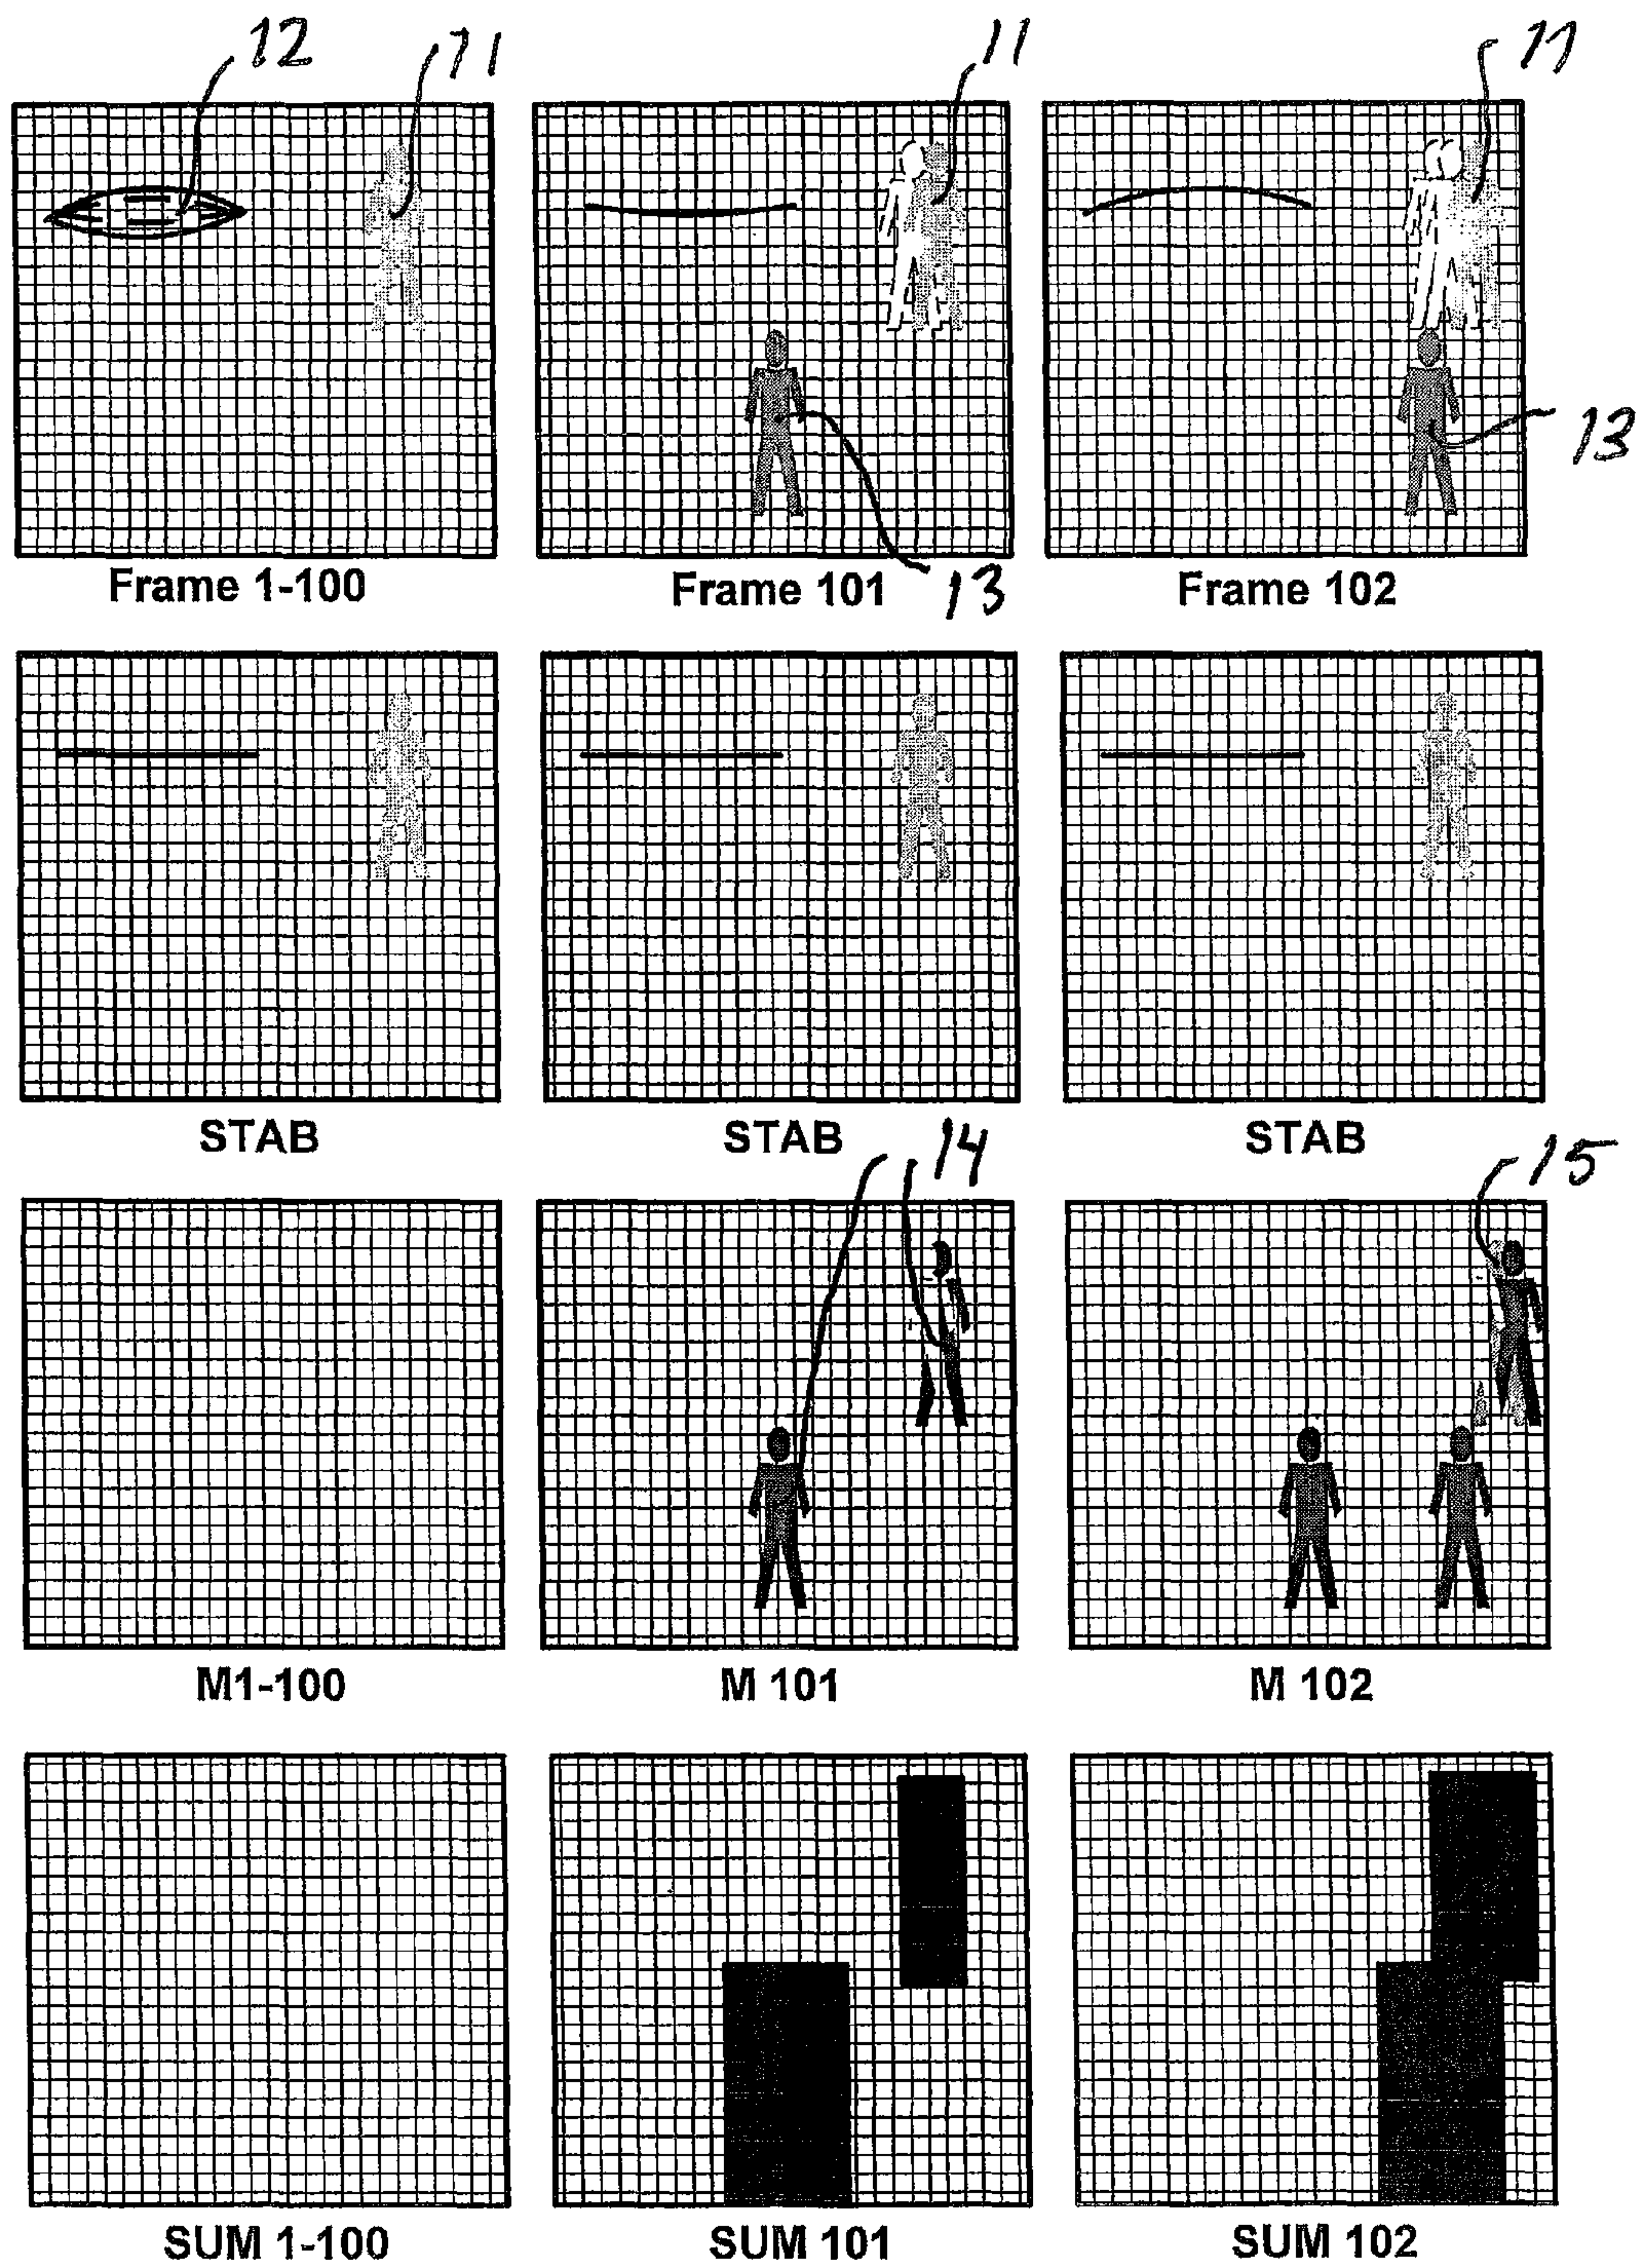 12 11 11 11
13
Frame 1-100 Frame 101 13 Frame 102
STAB STAB STAB
14 15
M1-100 M 101 M 102
SUM 1-100 SUM 101 SUM 102